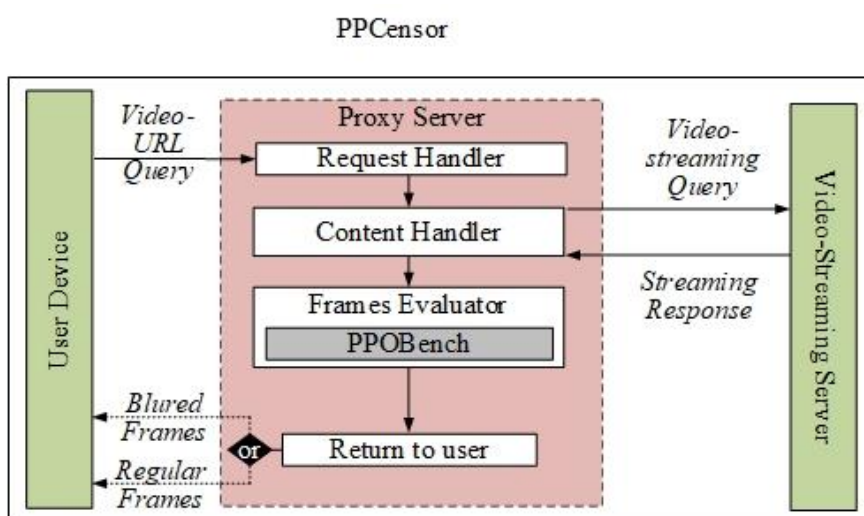 PPCensor
Proxy Server
Video-
URL
Query
Request Handler
Video-
streaming
Query
Content Handler
User Device
Video-Streaming Server
Streaming
Response
Frames Evaluator
PPOBench
Blured
Frames
or
Return to user
Regular
Frames